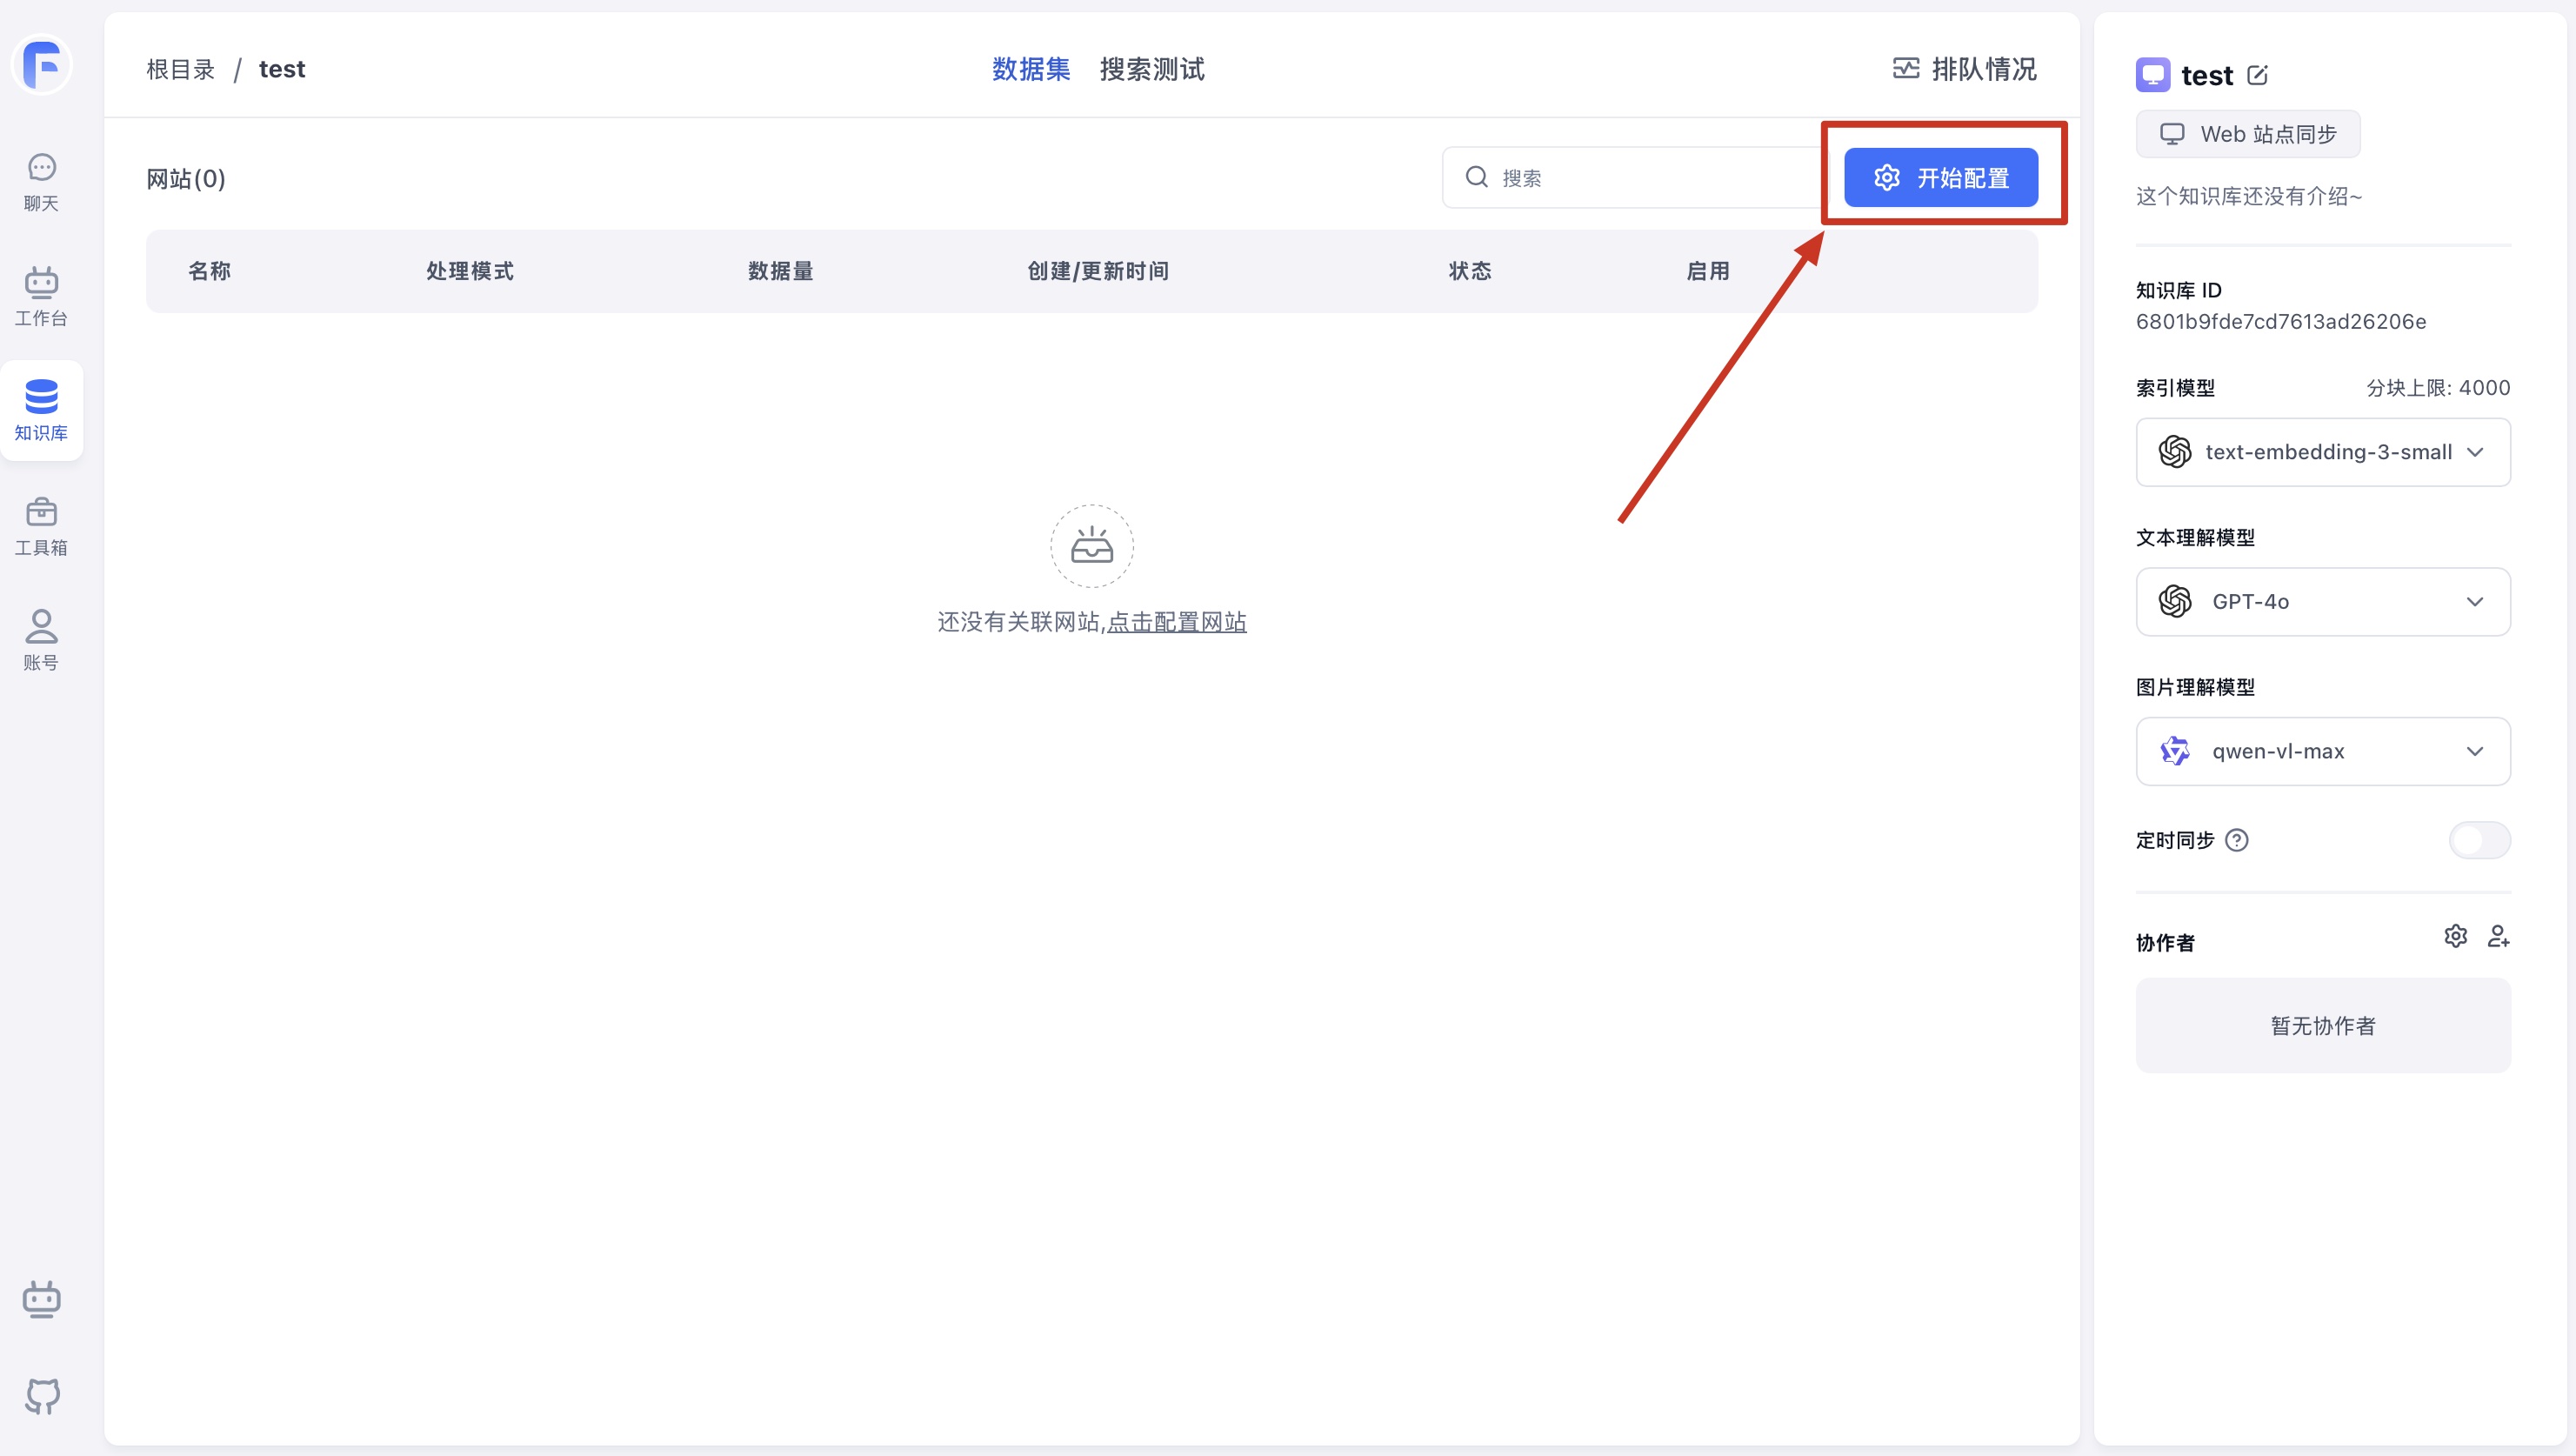 聊天
工作台
知识库
工具箱
账号
根目录 / test
数据集 搜索测试
排队情况
网站(0)
搜索
开始配置
名称 处理模式 数据量 创建/更新时间 状态 启用
还没有关联网站,点击配置网站
test
Web 站点同步
这个知识库还没有介绍~
知识库 ID
6801b9fde7cd7613ad26206e
索引模型 分块上限: 4000
text-embedding-3-small
文本理解模型
GPT-4o
图片理解模型
qwen-vl-max
定时同步
协作者
暂无协作者